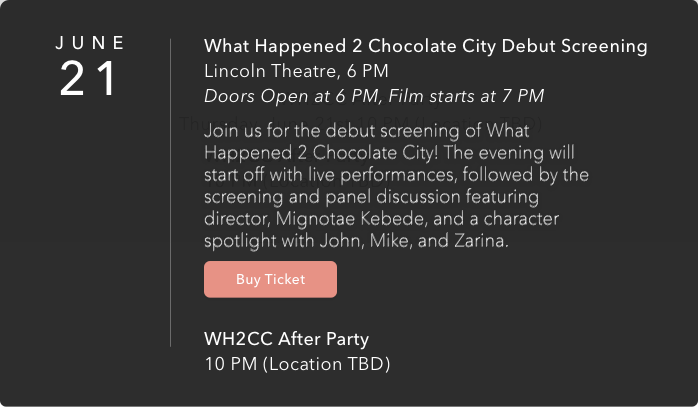 JUNE
21
What Happened 2 Chocolate City Debut Screening
Lincoln Theatre, 6 PM
Doors Open at 6 PM, Film starts at 7 PM
Join us for the debut screening of What
Happened 2 Chocolate City! The evening will
start off with live performances, followed by the
screening and panel discussion featuring
director, Mignotae Kebede, and a character
spotlight with John, Mike, and Zarina.
Buy Ticket
WH2CC After Party
10 PM (Location TBD)